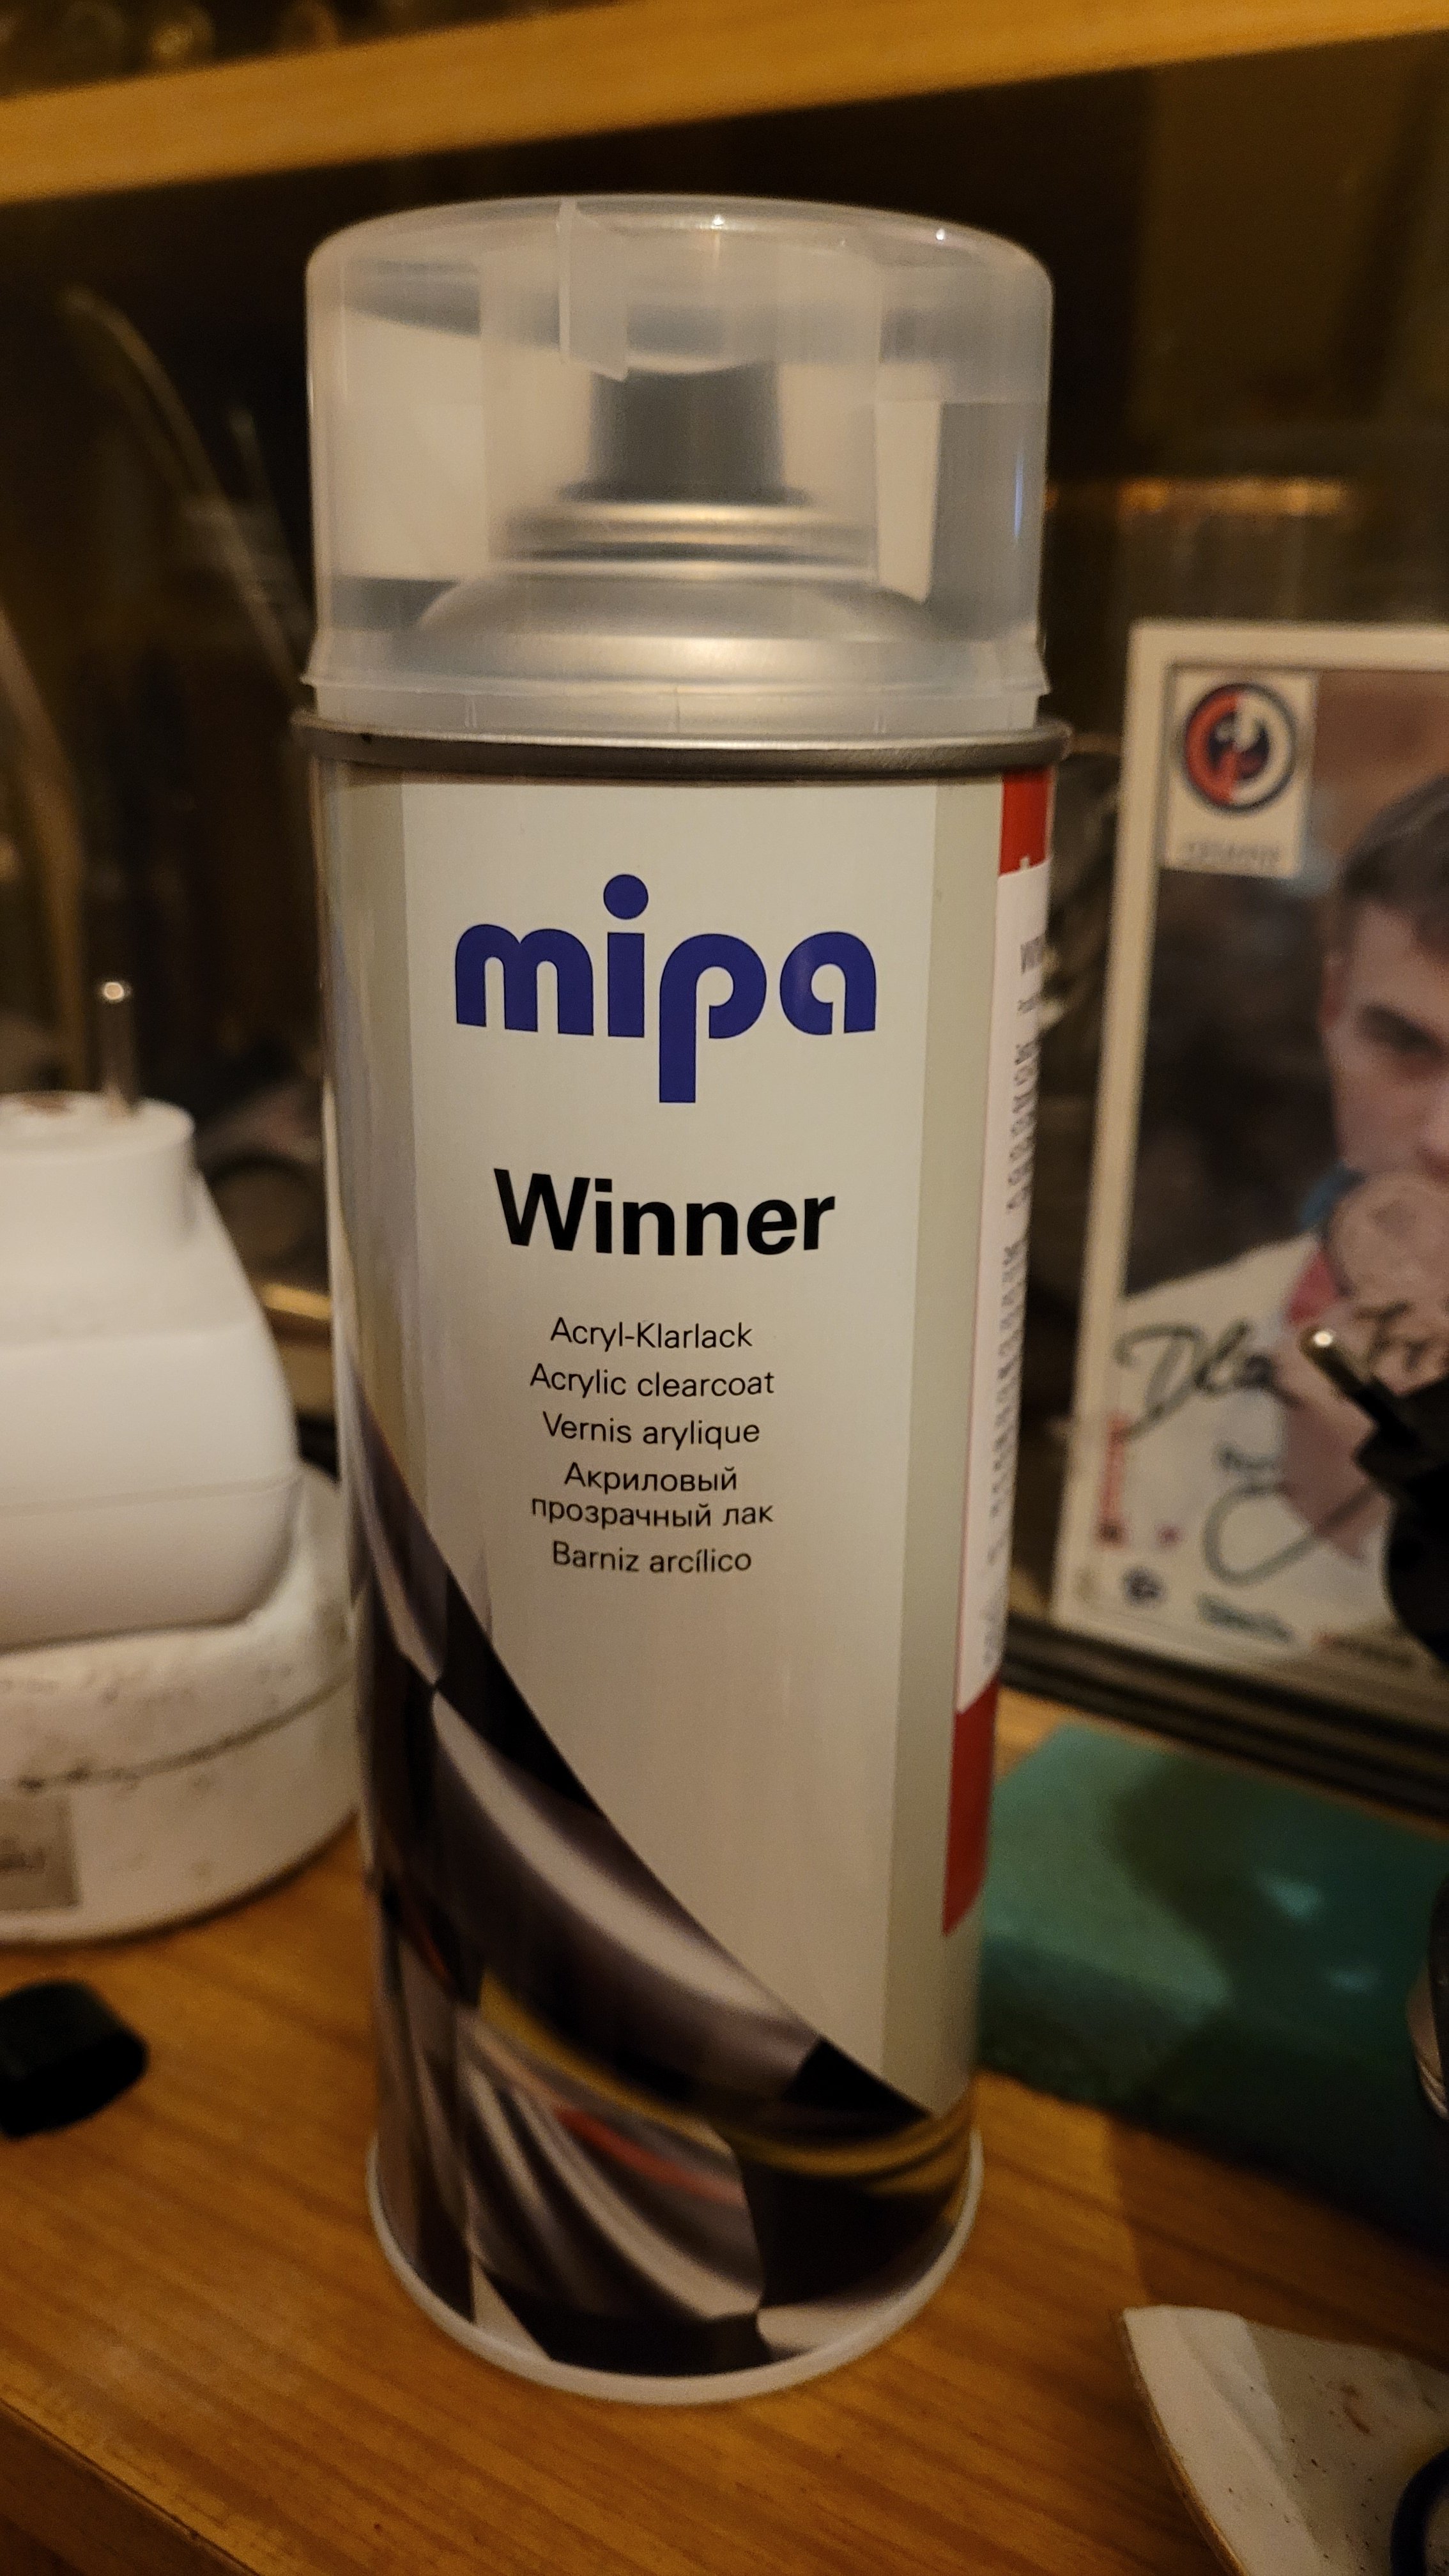 mipa
Winner
Acryl-Klarlack
Acrylic clearcoat
Vernis arylique
Акриловый
прозрачный лак
Barniz arcílico